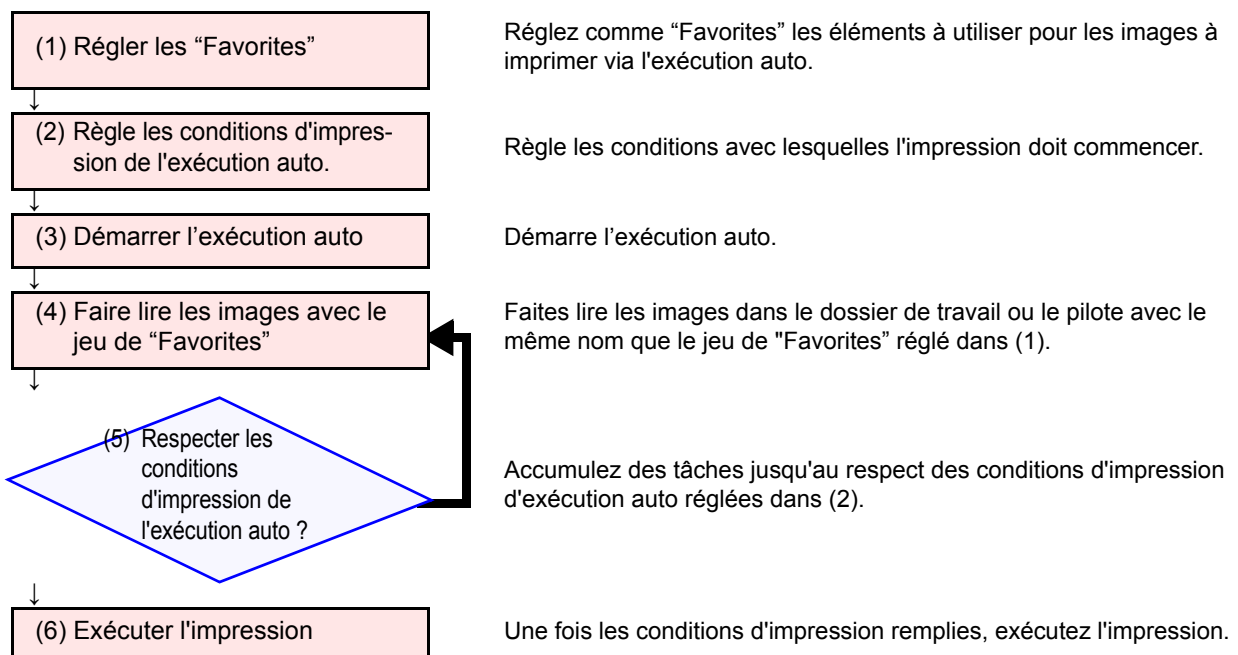 (1) Régler les “Favorites”
Réglez comme “Favorites” les éléments à utiliser pour les images à
imprimer via l'exécution auto.
↓
(2) Règle les conditions d'impres-
sion de l'exécution auto.
Règle les conditions avec lesquelles l'impression doit commencer.
↓
(3) Démarrer l’exécution auto
Démarre l’exécution auto.
↓
(4) Faire lire les images avec le
jeu de “Favorites”
Faites lire les images dans le dossier de travail ou le pilote avec le
même nom que le jeu de "Favorites” réglé dans (1).
↓
(5) Respecter les
conditions
d'impression de
l'exécution auto ?
Accumulez des tâches jusqu'au respect des conditions d'impression
d'exécution auto réglées dans (2).
↓
(6) Exécuter l'impression
Une fois les conditions d'impression remplies, exécutez l'impression.